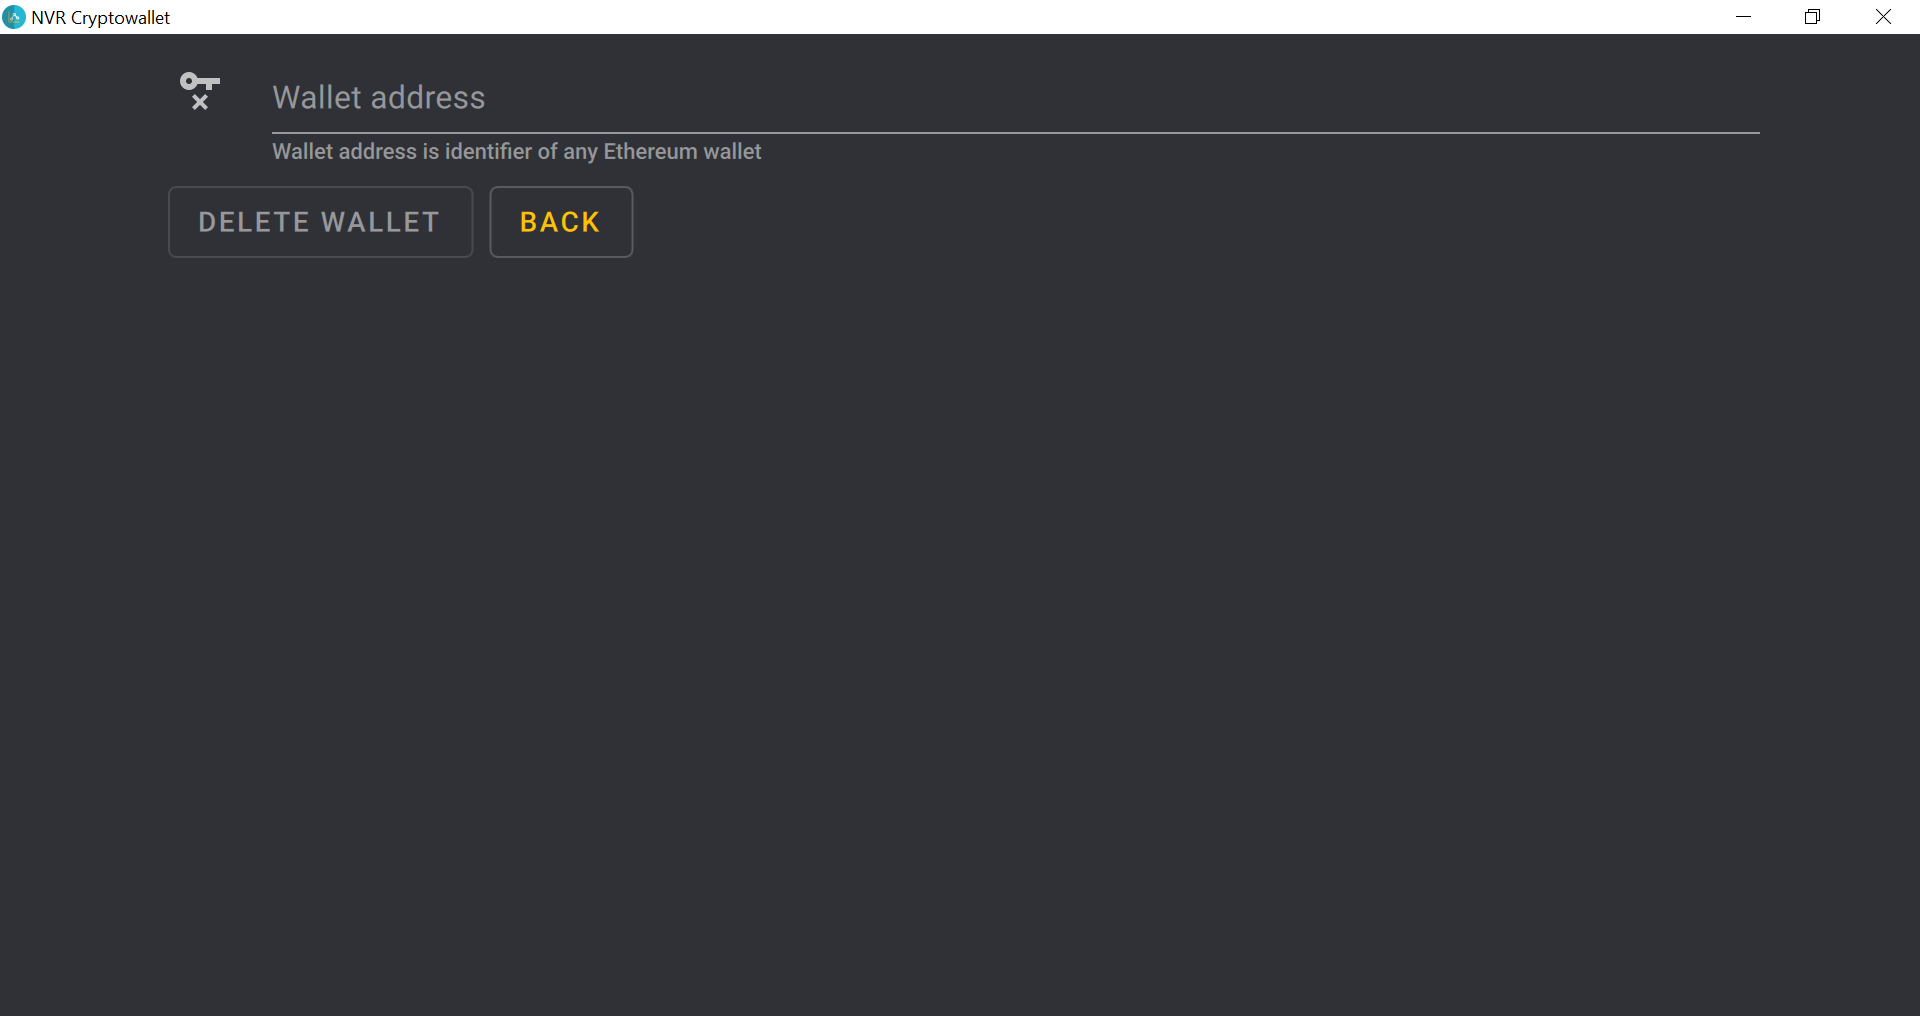 NVR Cryptowallet
Wallet address
Wallet address is identifier of any Ethereum wallet
DELETE WALLET BACK